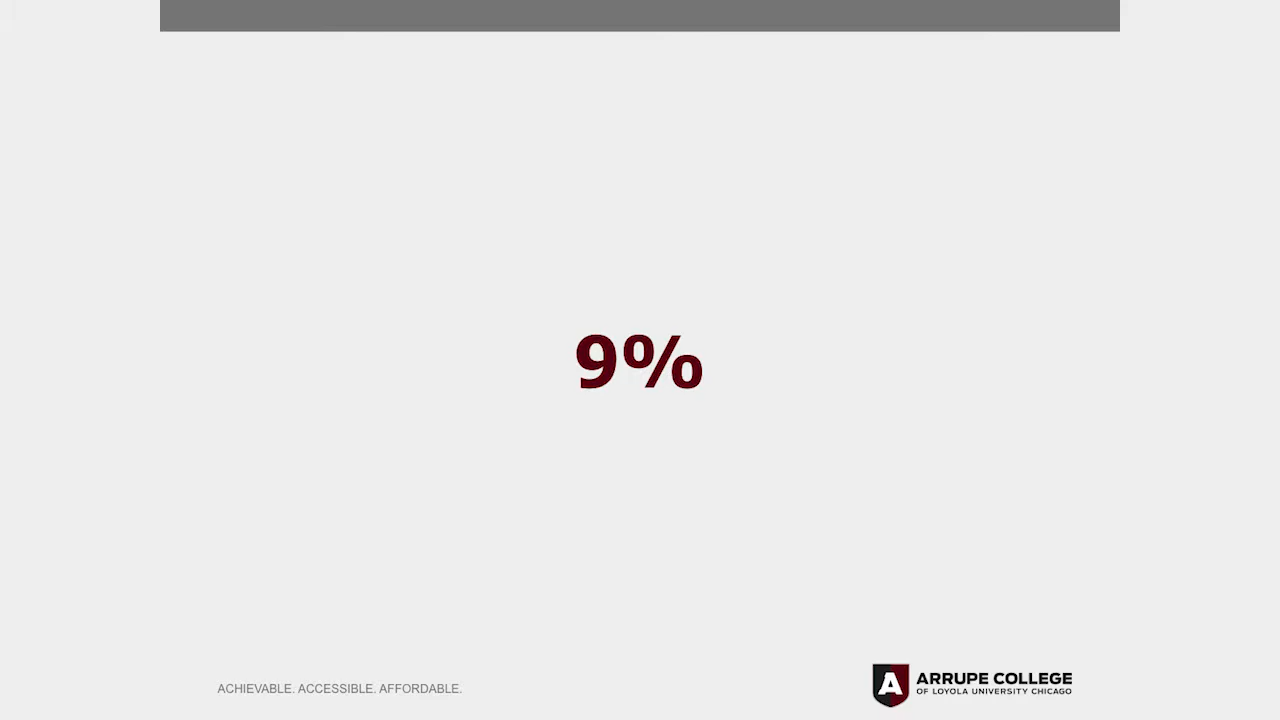 9%
ACHIEVABLE. ACCESSIBLE. AFFORDABLE.
A
ARRUPE COLLEGE
OF LOYOLA UNIVERSITY CHICAGO